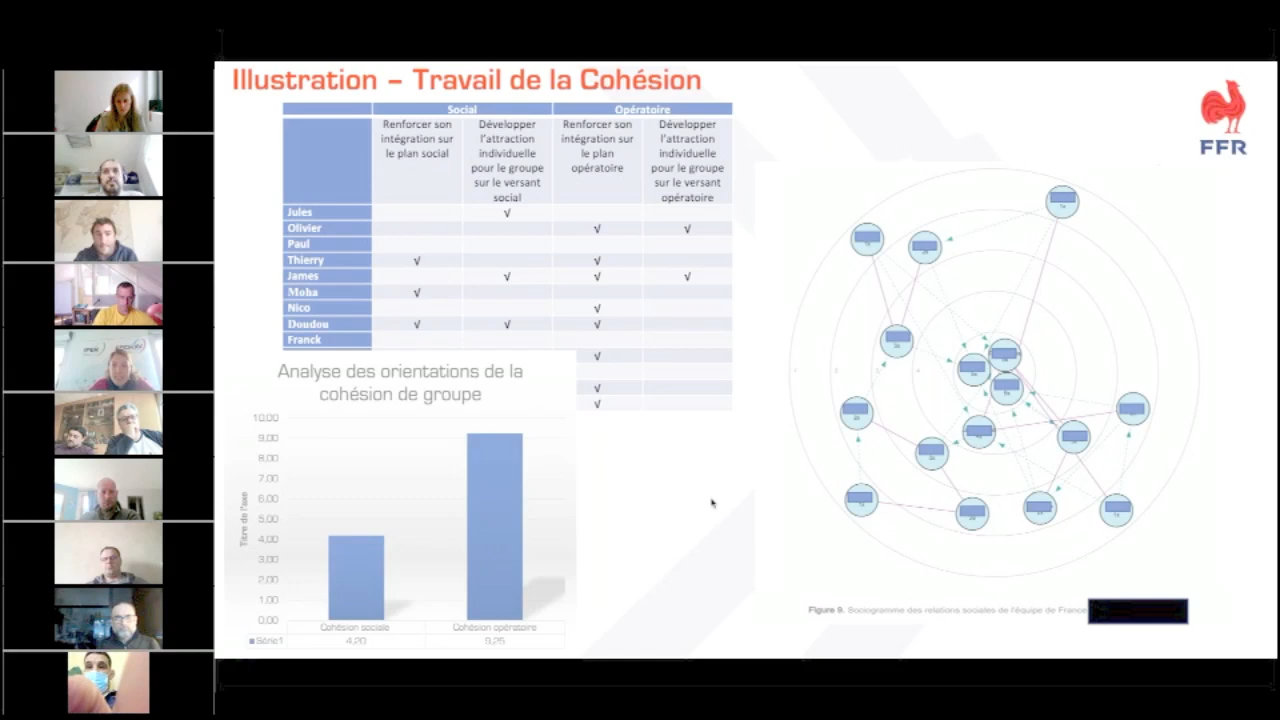 Illustration – Travail de la Cohésion
FFR
Social Opératoire
Renforcer son intégration sur le plan social
Développer l'attraction individuelle pour le groupe sur le versant social
Renforcer son intégration sur le plan opératoire
Développer l'attraction individuelle pour le groupe sur le versant opératoire
Jules √
Olivier √ √
Paul
Thierry √ √
James √ √ √
Moha √
Nico √
Doudou √ √ √
Franck
√
√
√
Analyse des orientations de la
cohésion de groupe
10,00
9,00
8,00
7,00
6,00
5,00
4,00
3,00
2,00
1,00
0,00
Titre de l'axe
Cohésion sociale Cohésion opératoire
Série1 4,20 9,25
Figure 9. Sociogramme des relations sociales de l'équipe de France